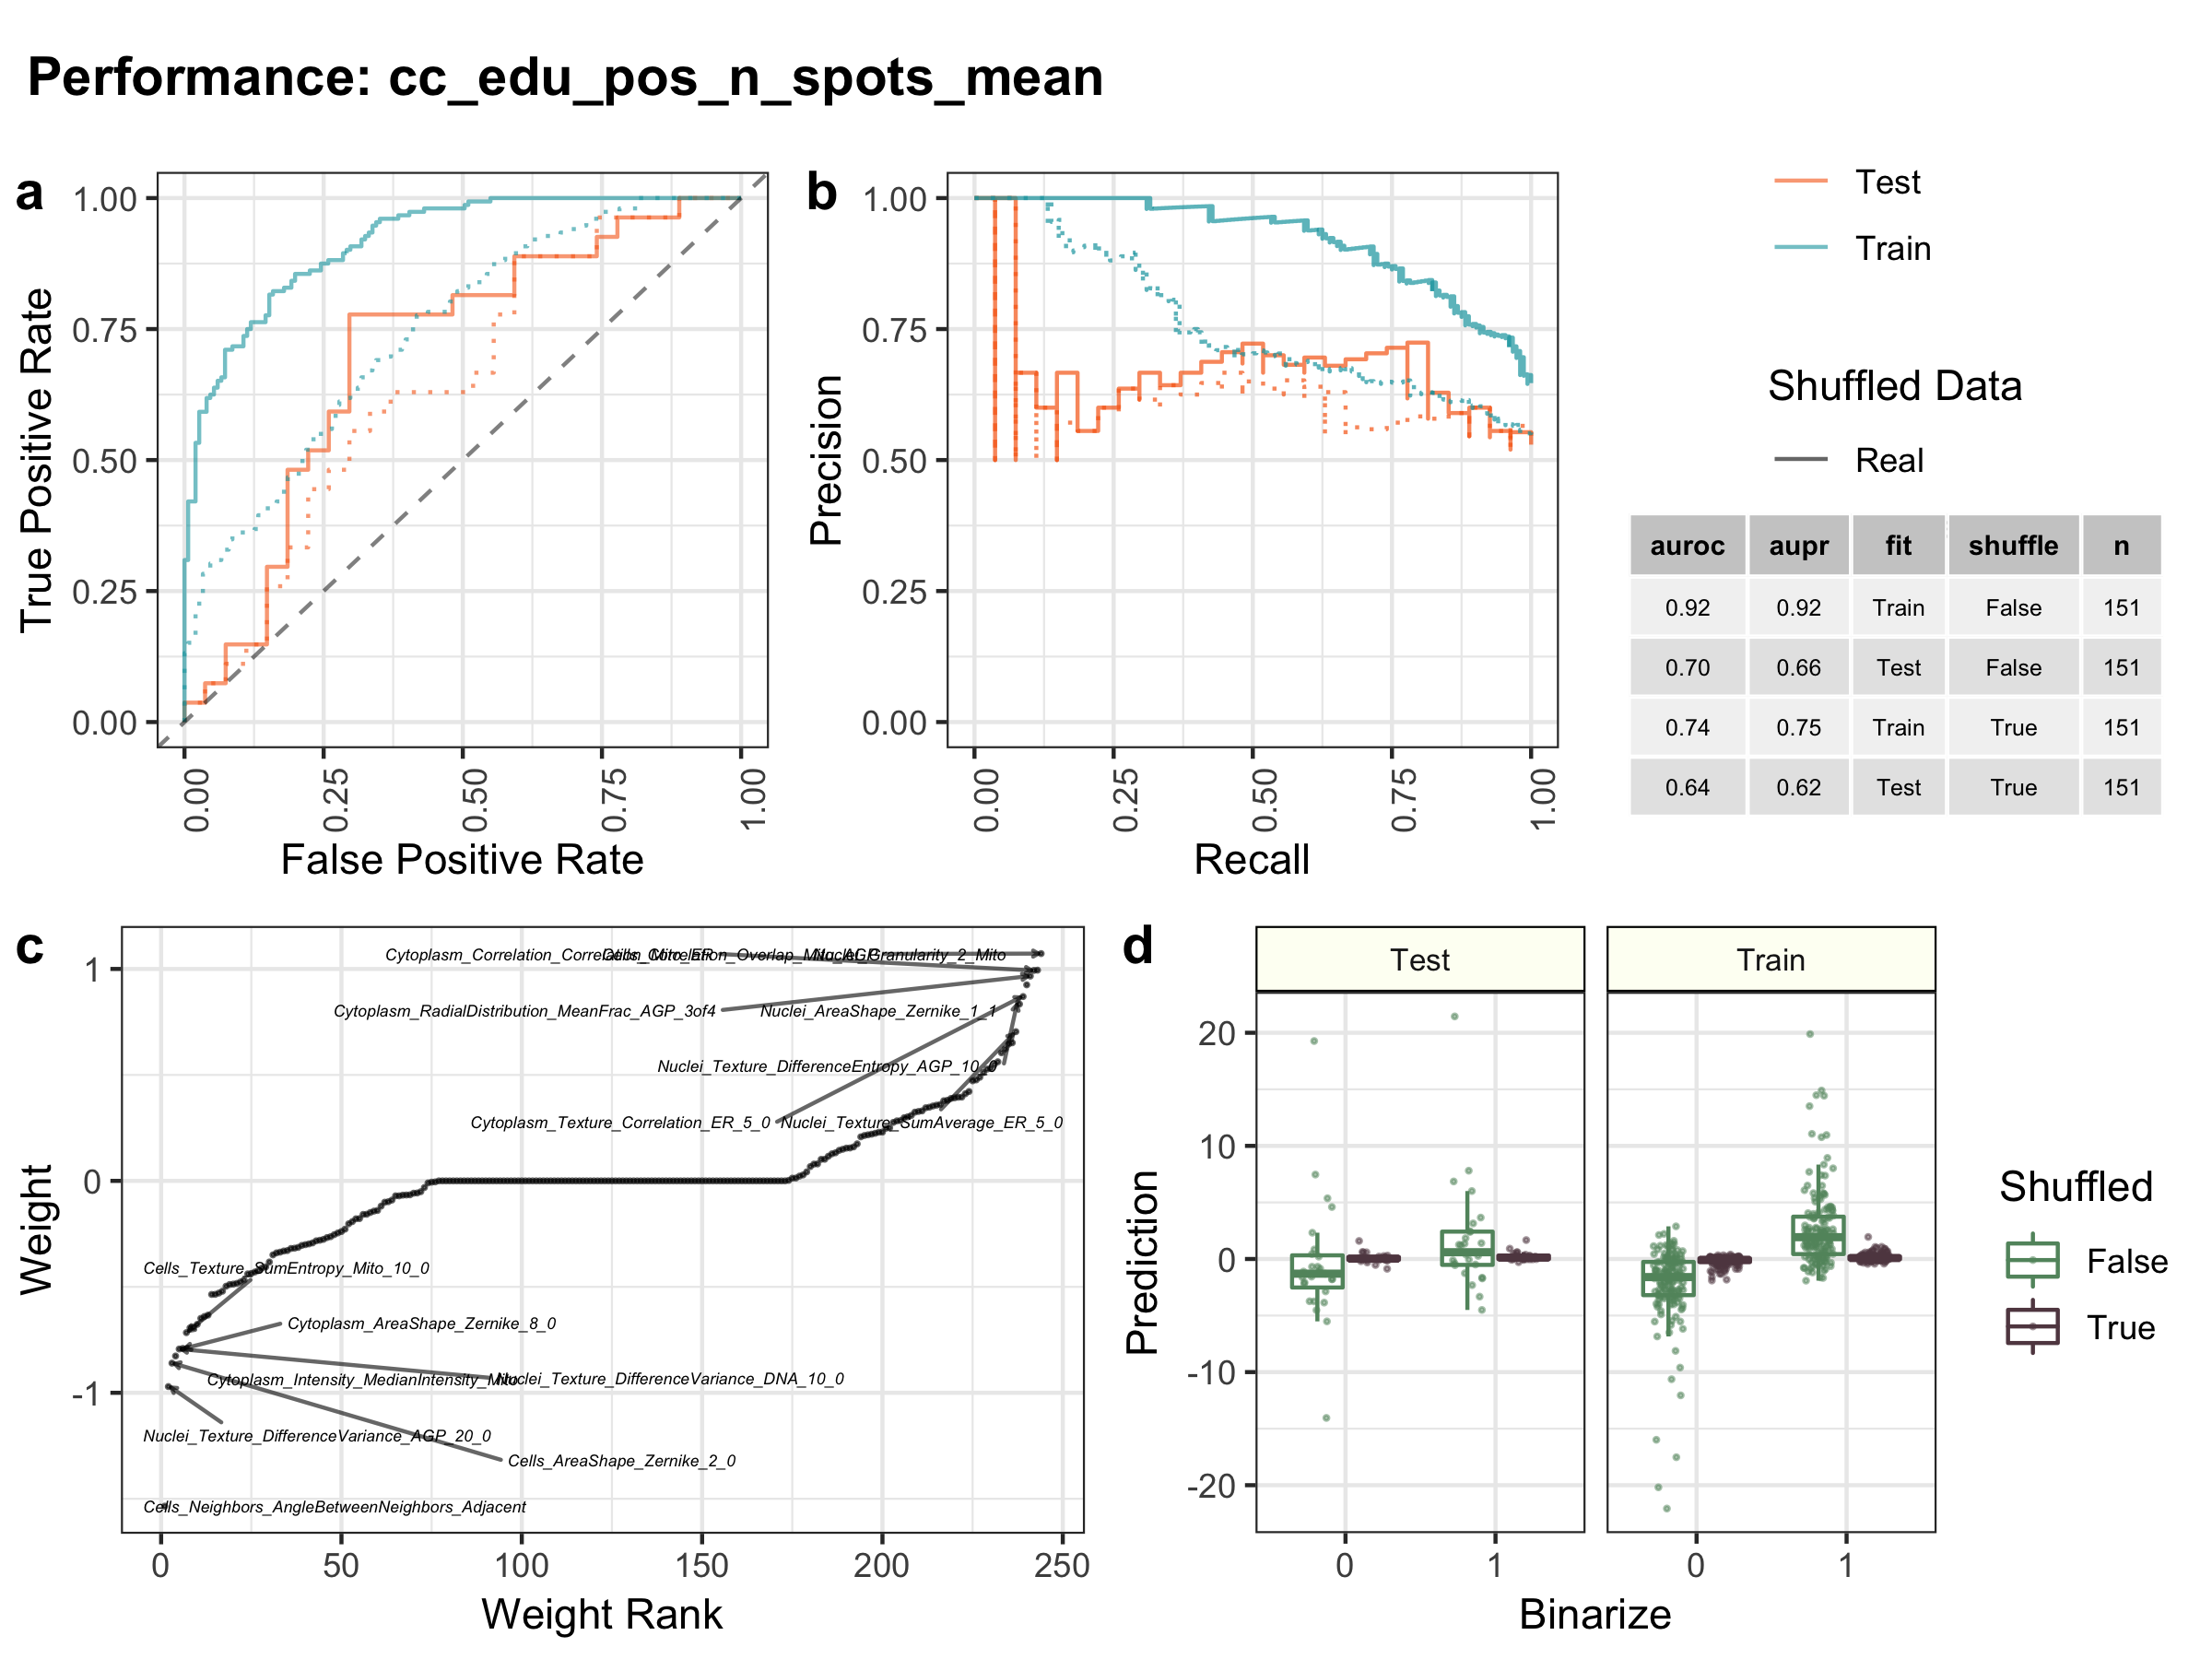 Performance: cc_edu_pos_n_spots_mean
a
1.00
0.75
0.50
0.25
0.00
True Positive Rate
0.00
0.25
0.50
0.75
1.00
False Positive Rate
b
1.00
0.75
0.50
0.25
0.00
Precision
0.00
0.25
0.50
0.75
1.00
Recall
Test
Train
Shuffled Data
Real
auroc aupr fit shuffle n
0.92 0.92 Train False 151
0.70 0.66 Test False 151
0.74 0.75 Train True 151
0.64 0.62 Test True 151
c
1
0
-1
Weight
Cytoplasm_Correlation_Correlation_Mito_ER
Cells_Correlation_Overlap_Mito_AGP
Nuclei_Granularity_2_Mito
Cytoplasm_RadialDistribution_MeanFrac_AGP_3of4
Nuclei_AreaShape_Zernike_1_1
Nuclei_Texture_DifferenceEntropy_AGP_10_0
Cytoplasm_Texture_Correlation_ER_5_0
Nuclei_Texture_SumAverage_ER_5_0
Cells_Texture_SumEntropy_Mito_10_0
Cytoplasm_AreaShape_Zernike_8_0
Cytoplasm_Intensity_MedianIntensity_Mito
Nuclei_Texture_DifferenceVariance_DNA_10_0
Nuclei_Texture_DifferenceVariance_AGP_20_0
Cells_AreaShape_Zernike_2_0
Cells_Neighbors_AngleBetweenNeighbors_Adjacent
0
50
100
150
200
250
Weight Rank
d
Test
Train
20
10
0
-10
-20
Prediction
0
1
0
1
Binarize
Shuffled
False
True